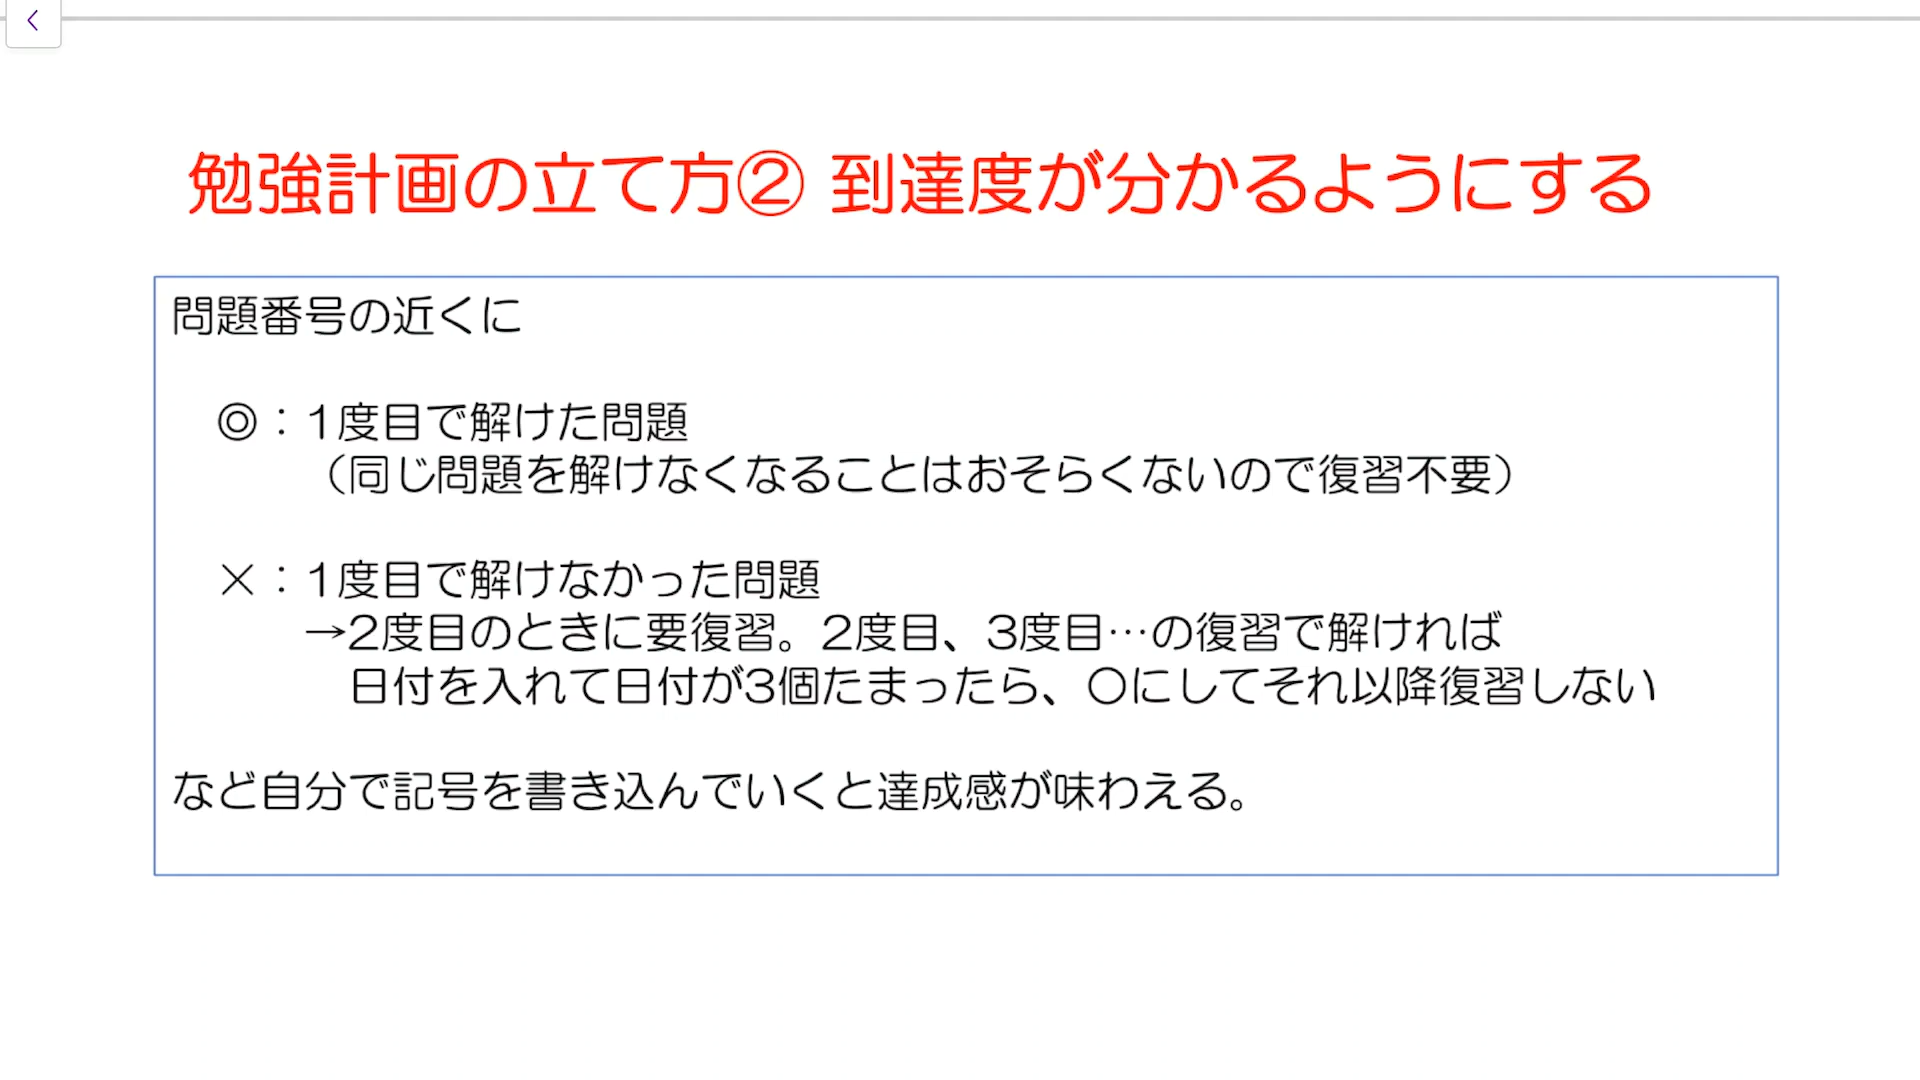 勉強計画の立て方② 到達度が分かるようにする
問題番号の近くに
◎：１度目で解けた問題
（同じ問題を解けなくなることはおそらくないので復習不要）
×：１度目で解けなかった問題
→２度目のときに要復習。２度目、３度目…の復習で解ければ
日付を入れて日付が３個たまったら、〇にしてそれ以降復習しない
など自分で記号を書き込んでいくと達成感が味わえる。